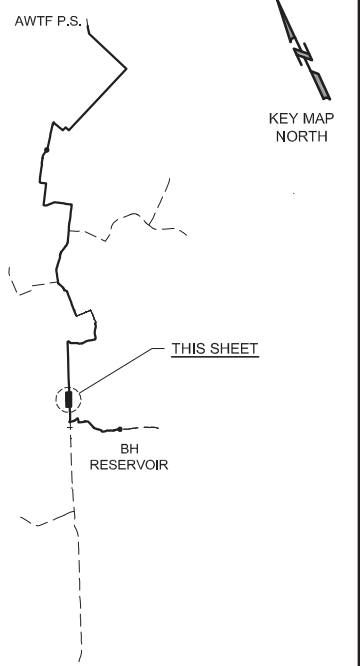 AWTF P.S.
KEY MAP
NORTH
THIS SHEET
BH
RESERVOIR